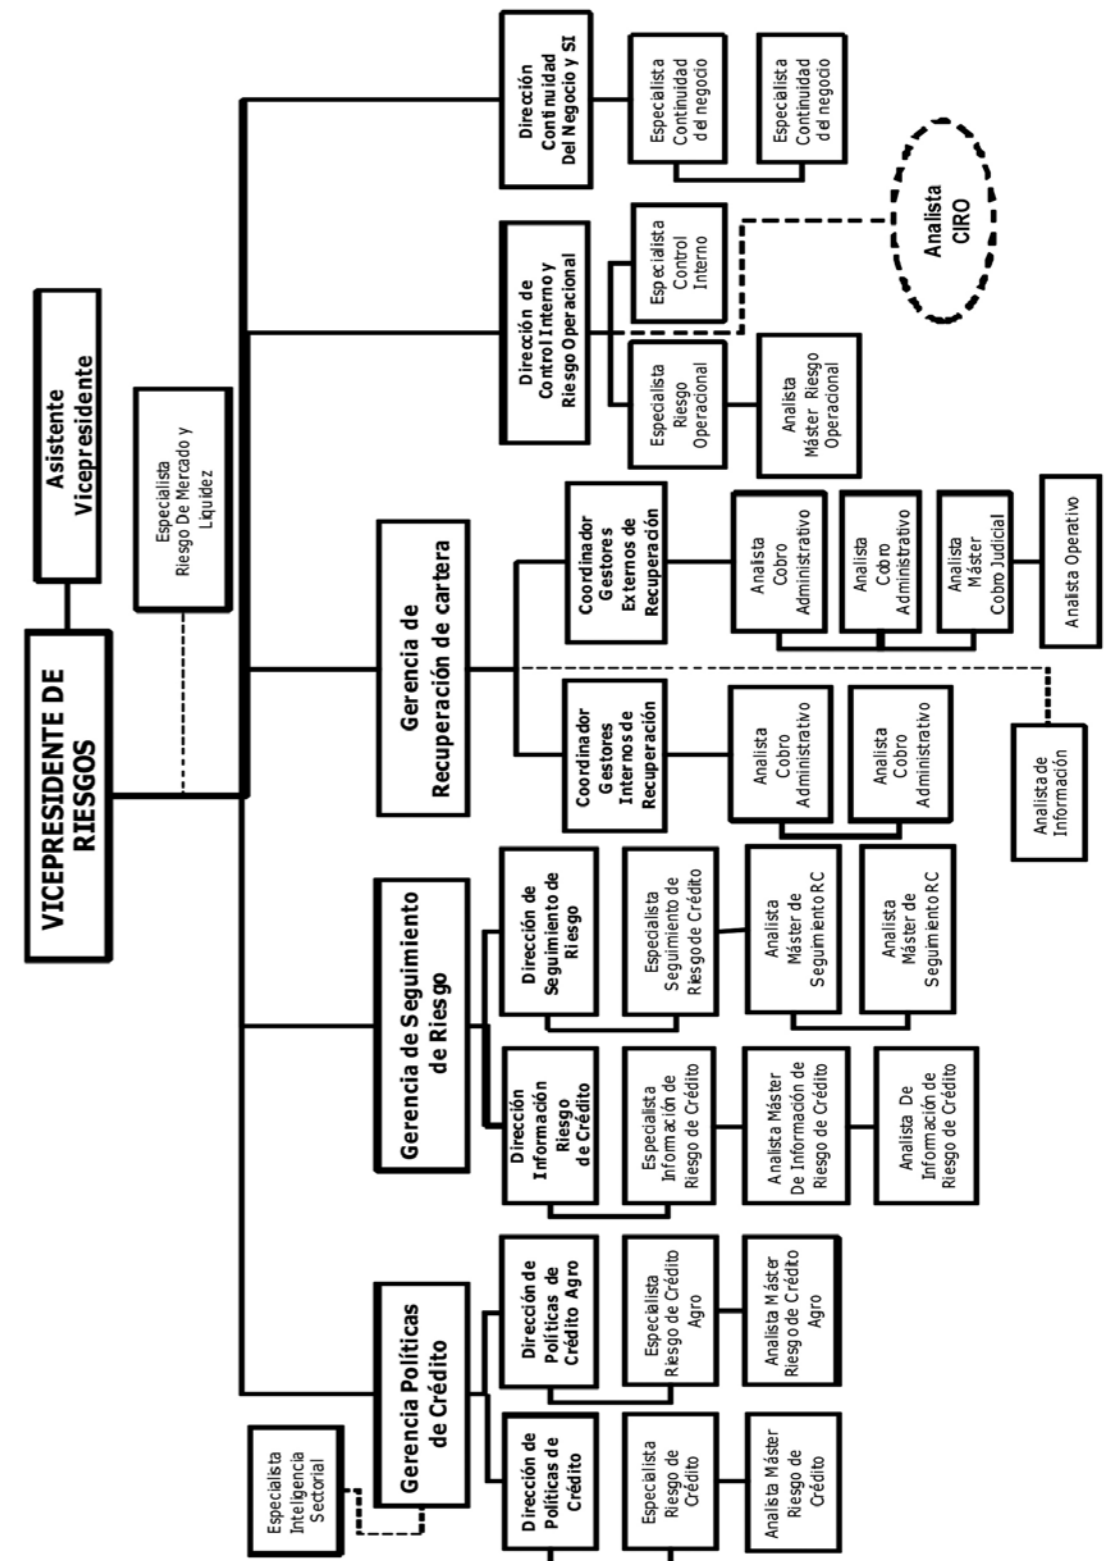 VICEPRESIDENTE DE
RIESGOS
Asistente
Vicepresidente
Especialista
Riesgo De Mercado y
Liquidez
Especialista
Inteligencia
Sectorial
Gerencia Políticas
de Crédito
Gerencia de Seguimiento
de Riesgo
Gerencia de
Recuperación de cartera
Dirección de
Políticas de
Crédito
Dirección de
Políticas de
Crédito Agro
Dirección
Información
Riesgo
de Crédito
Dirección de
Seguimiento de
Riesgo
Coordinador
Gestores
Internos de
Recuperación
Coordinador
Gestores
Externos de
Recuperación
Dirección de
Control Interno y
Riesgo Operacional
Dirección
Continuidad
Del Negocio y SI
Especialista
Riesgo de
Crédito
Especialista
Riesgo de Crédito
Agro
Especialista
Información de
Riesgo de Crédito
Especialista
Seguimiento de
Riesgo de Crédito
Especialista
Riesgo
Operacional
Especialista
Control
Interno
Especialista
Continuidad
del negocio
Analista Máster
Riesgo de
Crédito
Analista Máster
Riesgo de Crédito
Agro
Analista Máster
De Información de
Riesgo de Crédito
Analista
Máster de
Seguimiento RC
Analista
Cobro
Administrativo
Analista
Cobro
Administrativo
Analista
Máster Riesgo
Operacional
Especialista
Continuidad
del negocio
Analista De
Información de
Riesgo de Crédito
Analista
Máster de
Seguimiento RC
Analista
Cobro
Administrativo
Analista
Cobro
Administrativo
Analista
CIRO
Analista
Máster
Cobro Judicial
Analista de
Información
Analista Operativo